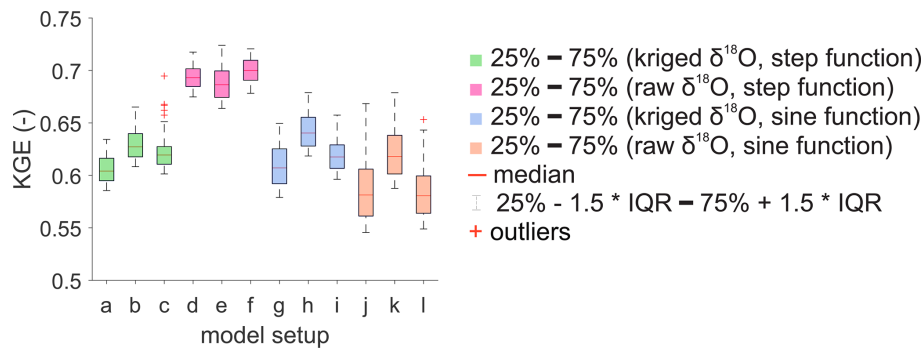 0.75
0.7
0.65
0.6
0.55
0.5
KGE (-)
a b c d e f g h i j k l
model setup
25% – 75% (kriged δ¹⁸O, step function)
25% – 75% (raw δ¹⁸O, step function)
25% – 75% (kriged δ¹⁸O, sine function)
25% – 75% (raw δ¹⁸O, sine function)
median
25% - 1.5 * IQR – 75% + 1.5 * IQR
outliers